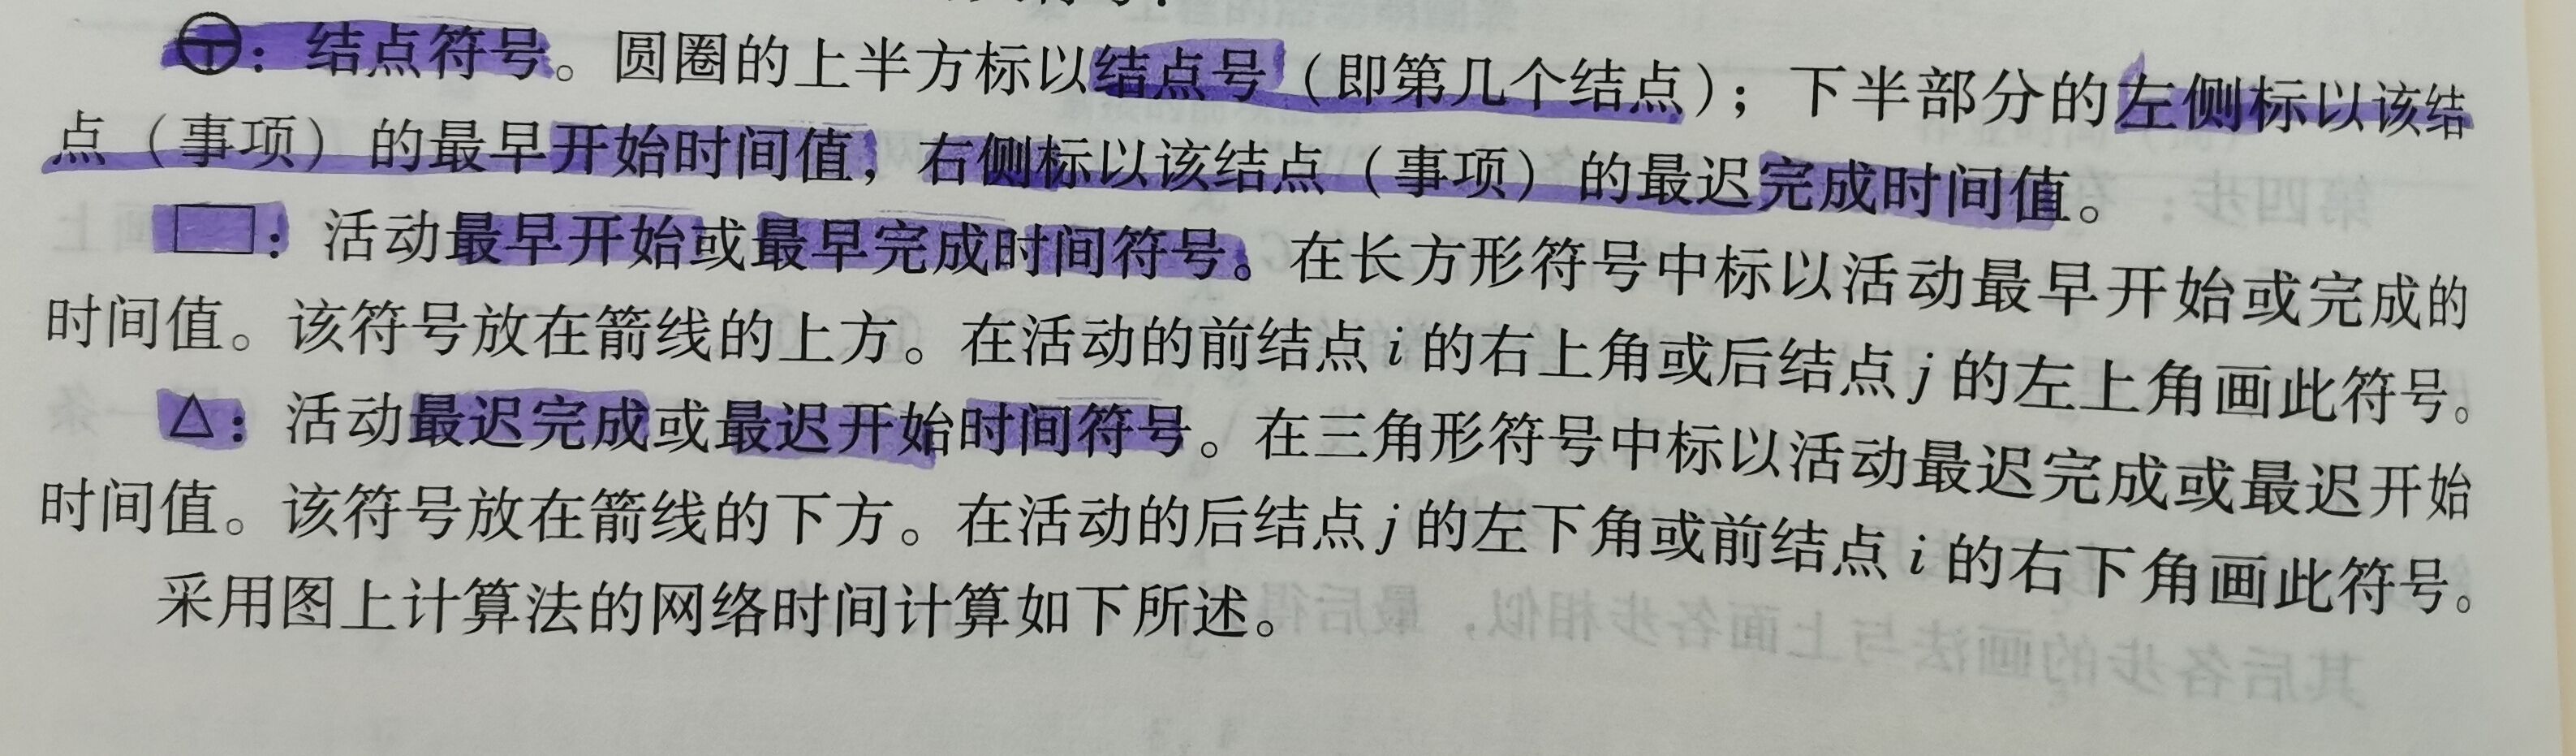 ：结点符号。圆圈的上半方标以结点号（即第几个结点）；下半部分的左侧标以该结
点（事项）的最早开始时间值，右侧标以该结点（事项）的最迟完成时间值。
□：活动最早开始或最早完成时间符号。在长方形符号中标以活动最早开始或完成的
时间值。该符号放在箭线的上方。在活动的前结点 i 的右上角或后结点 j 的左上角画此符号。
△：活动最迟完成或最迟开始时间符号。在三角形符号中标以活动最迟完成或最迟开始
时间值。该符号放在箭线的下方。在活动的后结点 j 的左下角或前结点 i 的右下角画此符号。
采用图上计算法的网络时间计算如下所述。